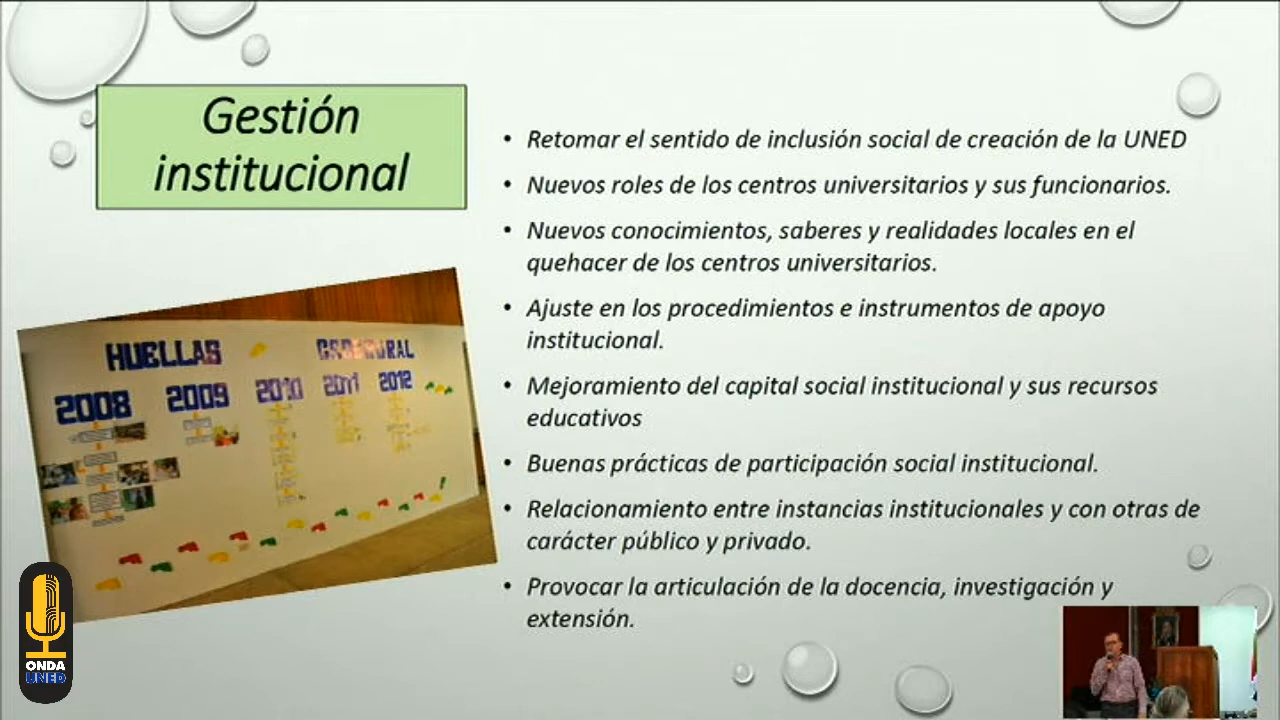 Gestión
institucional
• Retomar el sentido de inclusión social de creación de la UNED
• Nuevos roles de los centros universitarios y sus funcionarios.
• Nuevos conocimientos, saberes y realidades locales en el
quehacer de los centros universitarios.
• Ajuste en los procedimientos e instrumentos de apoyo
institucional.
• Mejoramiento del capital social institucional y sus recursos
educativos
• Buenas prácticas de participación social institucional.
• Relacionamiento entre instancias institucionales y con otras de
carácter público y privado.
• Provocar la articulación de la docencia, investigación y
extensión.
HUELLAS
2008 2009 2010 2011 2012
ONDA
UNED